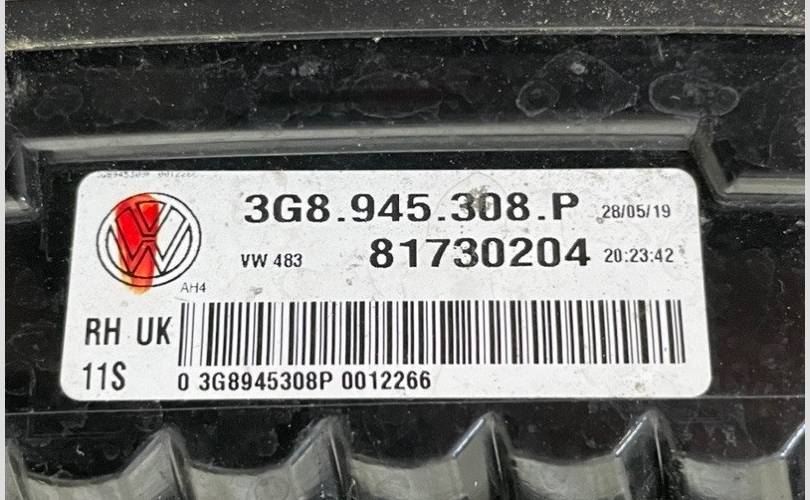 3G8.945.308.P 28/05/19
VW 483 81730204 20:23:42
AH4
RH UK
11S
0 3G8945308P 0012266